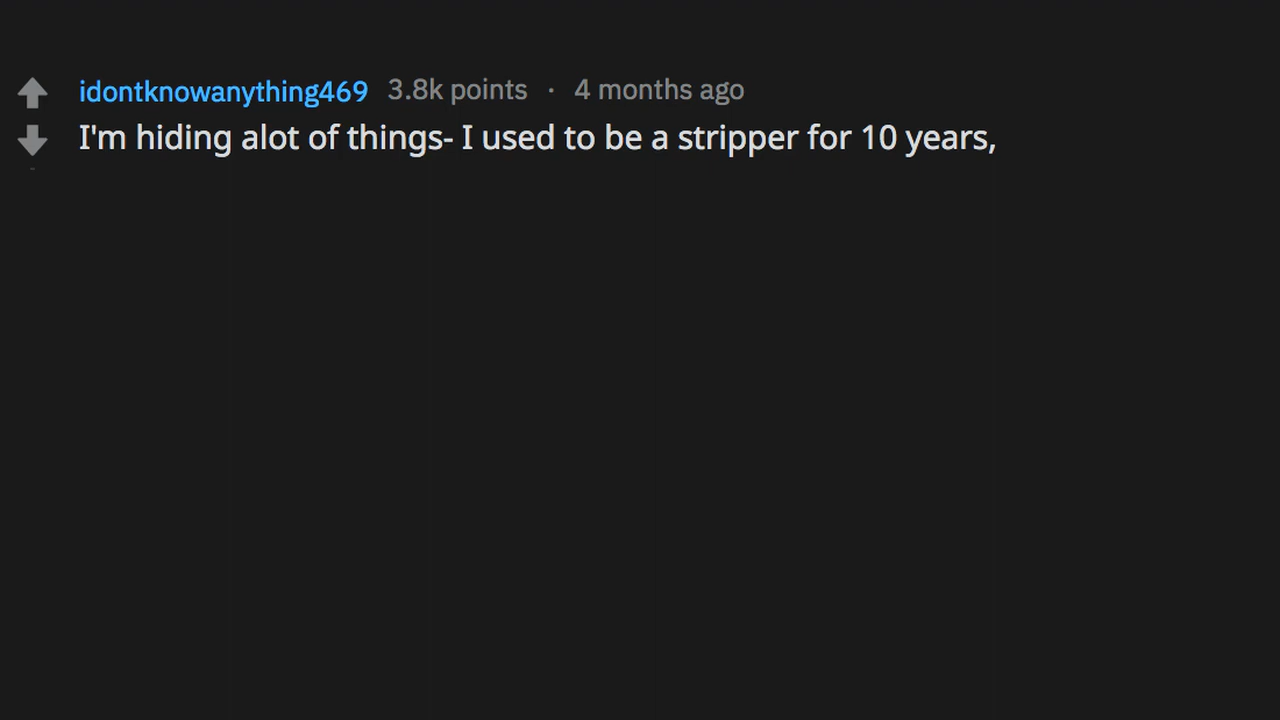 idontknowanything469 3.8k points · 4 months ago
I'm hiding alot of things- I used to be a stripper for 10 years,